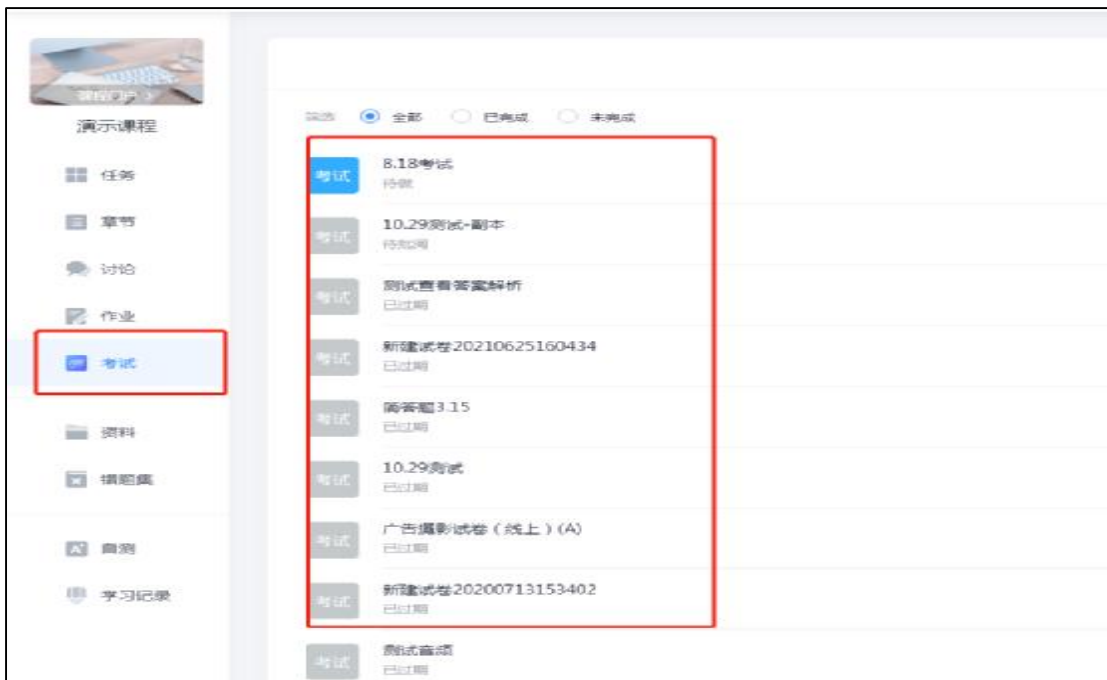 课程门户
演示课程
任务
章节
讨论
作业
考试
资料
错题集
自测
学习记录
筛选 全部 已完成 未完成
考试 8.18考试
待做
考试 10.29测试-副本
考试 测试查看答案解析
已过期
考试 新建试卷20210625160434
已过期
考试 简答题3.15
已过期
考试 10.29测试
已过期
考试 广告摄影试卷（线上）(A)
已过期
考试 新建试卷20200713153402
已过期
考试 测试音频
已过期